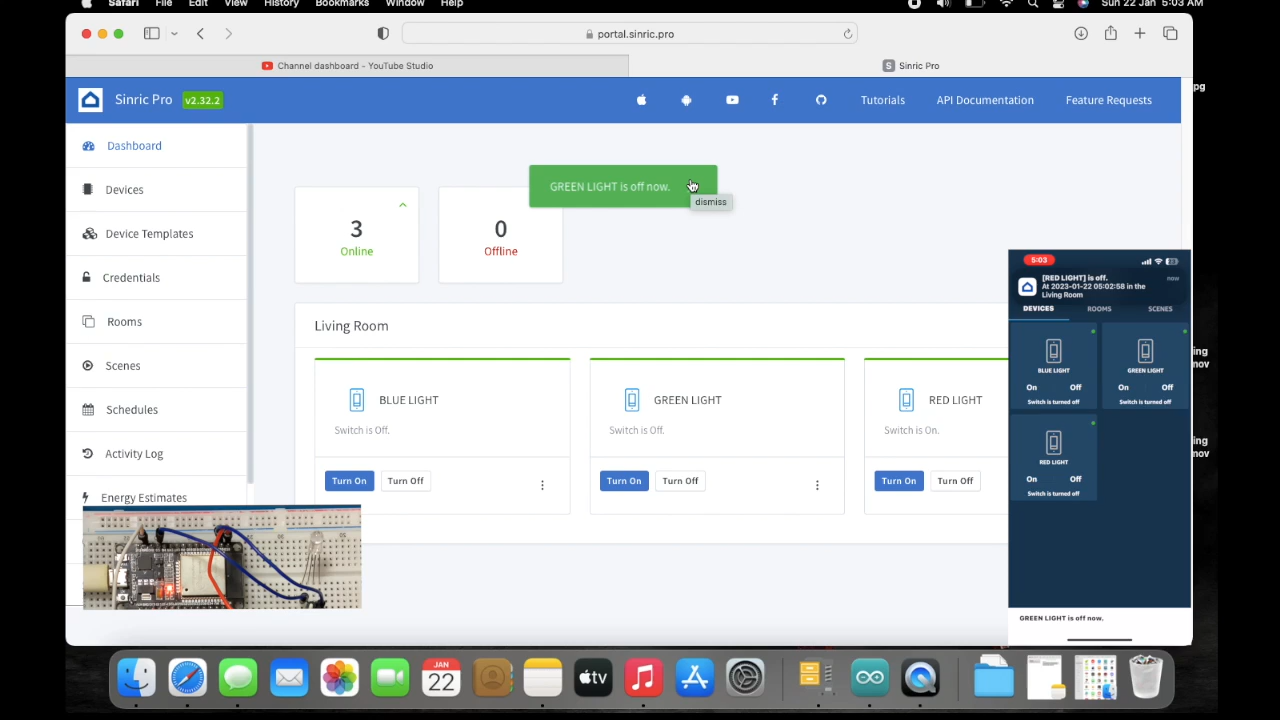 Safari File Edit View History Bookmarks Window Help
Sun 22 Jan 5:03 AM
portal.sinric.pro
Channel dashboard - YouTube Studio
S Sinric Pro
Sinric Pro v2.32.2
Tutorials API Documentation Feature Requests
Dashboard
Devices
Device Templates
Credentials
Rooms
Scenes
Schedules
Activity Log
Energy Estimates
GREEN LIGHT is off now.
dismiss
3
Online
0
Offline
Living Room
BLUE LIGHT
Switch is Off.
Turn On Turn Off
GREEN LIGHT
Switch is Off.
Turn On Turn Off
RED LIGHT
Switch is On.
Turn On Turn Off
5:03
[RED LIGHT] is off.
now
At 2023-01-22 05:02:58 in the
Living Room
DEVICES ROOMS SCENES
BLUE LIGHT
On Off
Switch is turned off
GREEN LIGHT
On Off
Switch is turned off
RED LIGHT
On Off
Switch is turned off
GREEN LIGHT is off now.
pg
ing
mov
ing
mov
JAN
22
tv